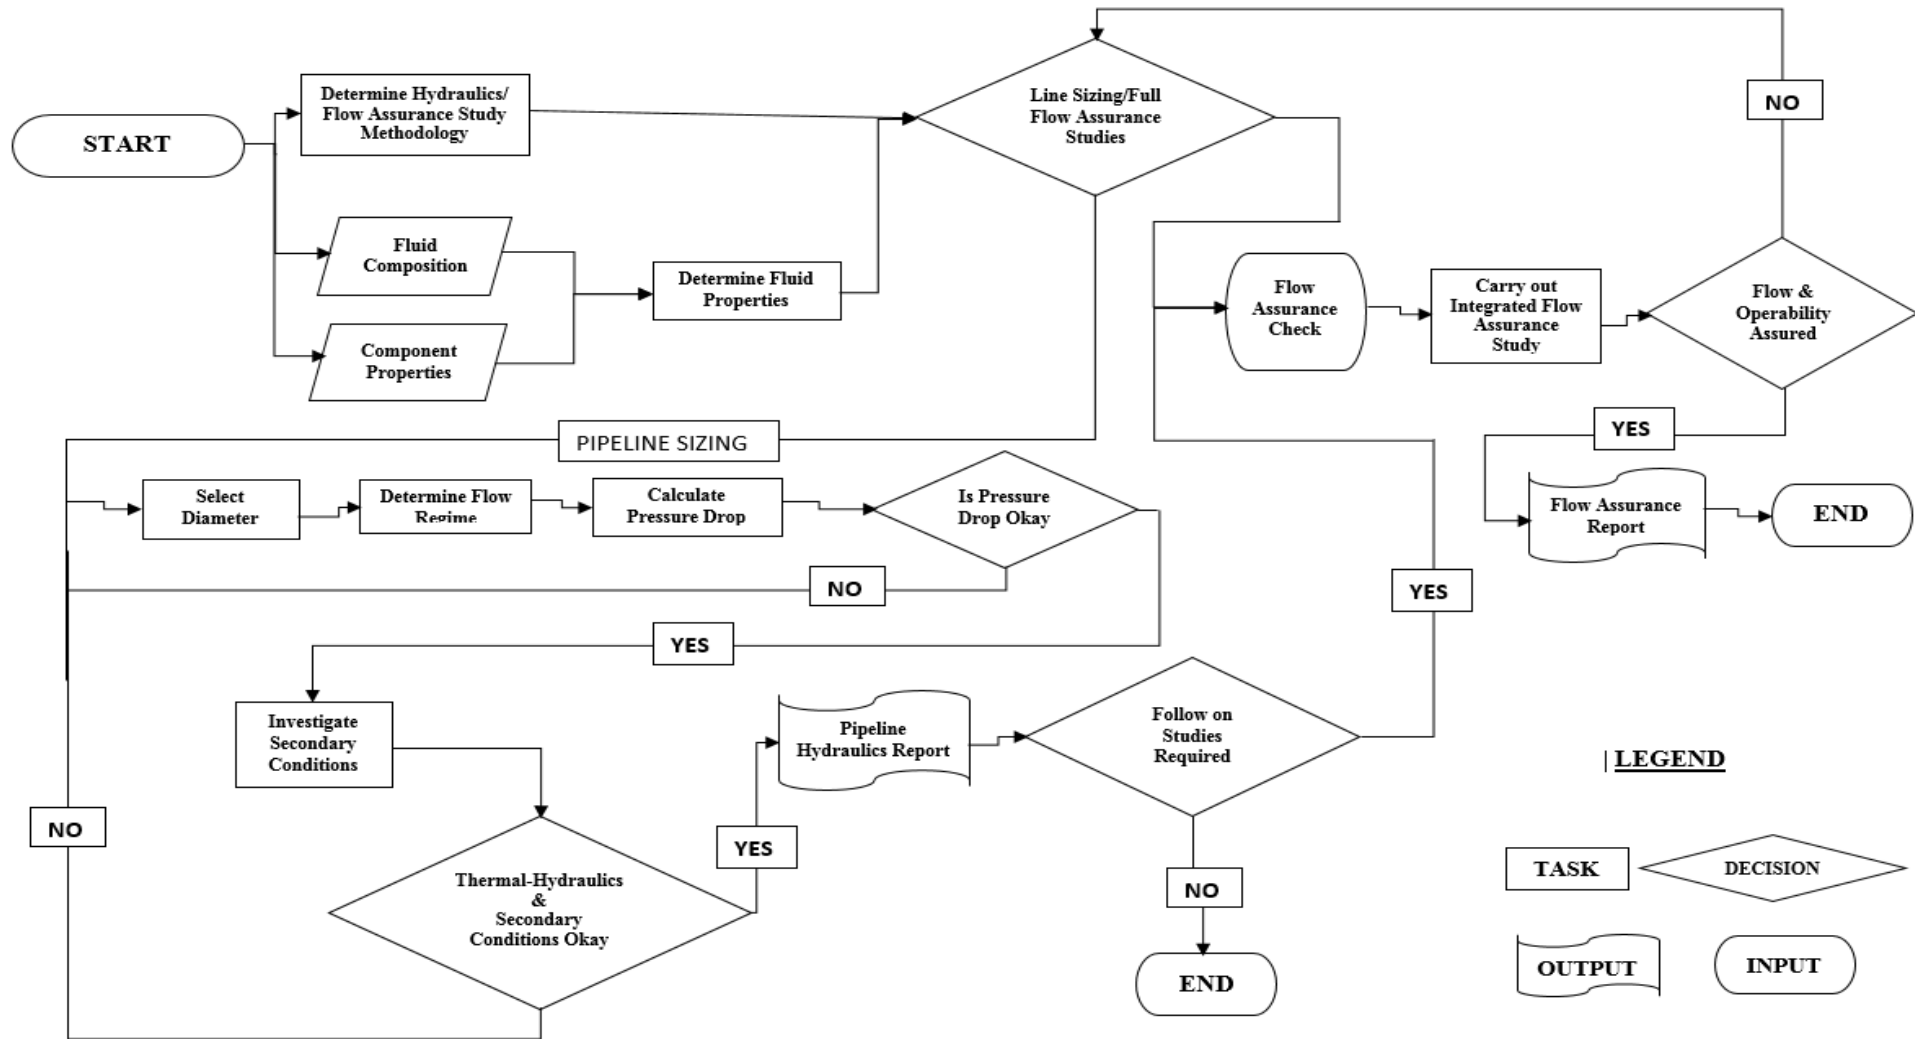 START
Determine Hydraulics/
Flow Assurance Study
Methodology
Fluid
Composition
Component
Properties
Determine Fluid
Properties
Line Sizing/Full
Flow Assurance
Studies
NO
Flow
Assurance
Check
Carry out
Integrated Flow
Assurance
Study
Flow &
Operability
Assured
YES
Flow Assurance
Report
END
PIPELINE SIZING
Select
Diameter
Determine Flow
Regime
Calculate
Pressure Drop
Is Pressure
Drop Okay
NO
YES
YES
Investigate
Secondary
Conditions
NO
Thermal-Hydraulics
&
Secondary
Conditions Okay
YES
Pipeline
Hydraulics Report
Follow on
Studies
Required
NO
END
| LEGEND
TASK
DECISION
OUTPUT
INPUT